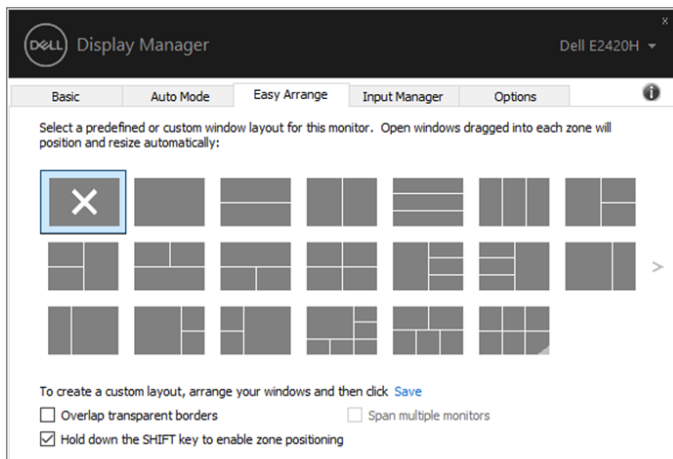 x
DELL Display Manager Dell E2420H
Basic Auto Mode Easy Arrange Input Manager Options
Select a predefined or custom window layout for this monitor. Open windows dragged into each zone will
position and resize automatically:
>
To create a custom layout, arrange your windows and then click Save
Overlap transparent borders Span multiple monitors
Hold down the SHIFT key to enable zone positioning